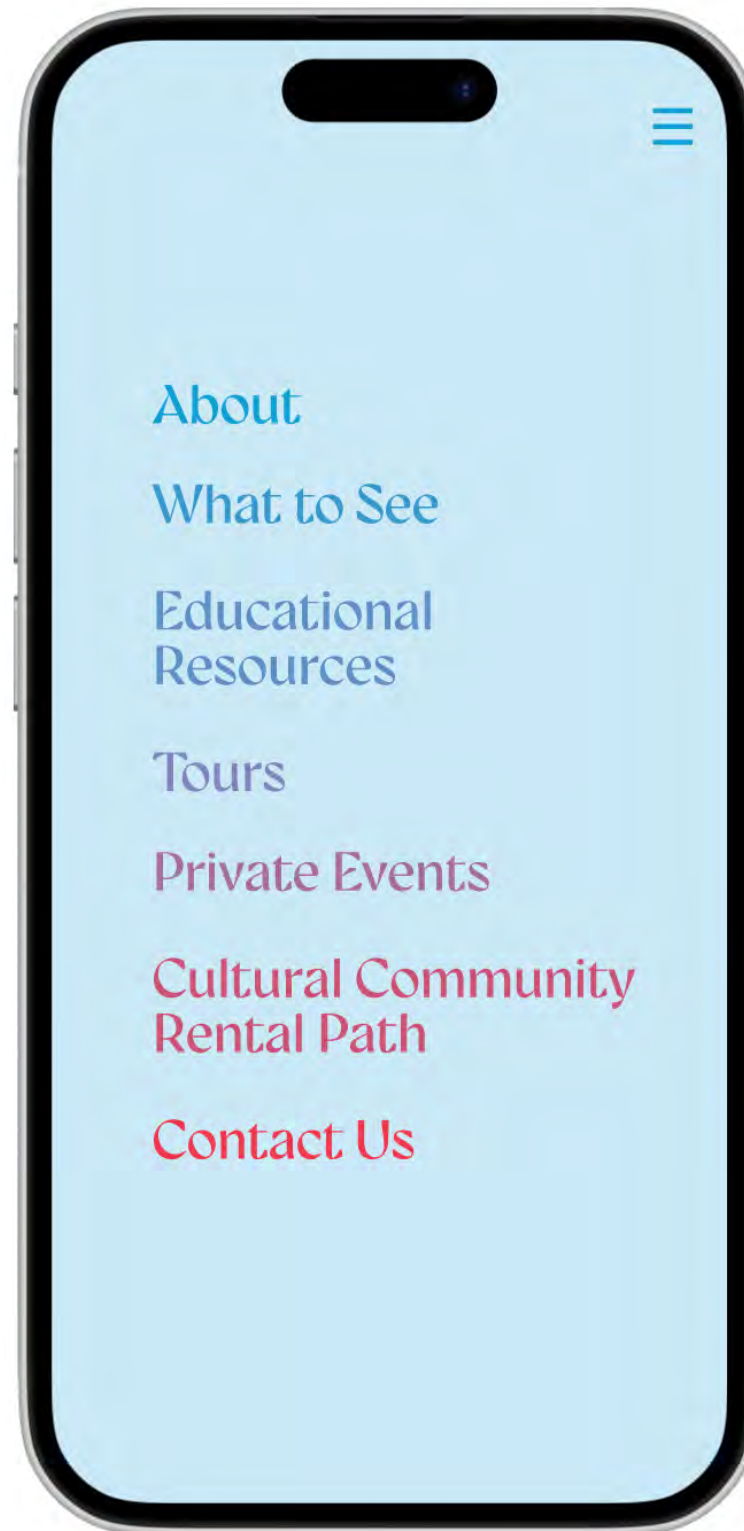 About
What to See
Educational
Resources
Tours
Private Events
Cultural Community
Rental Path
Contact Us